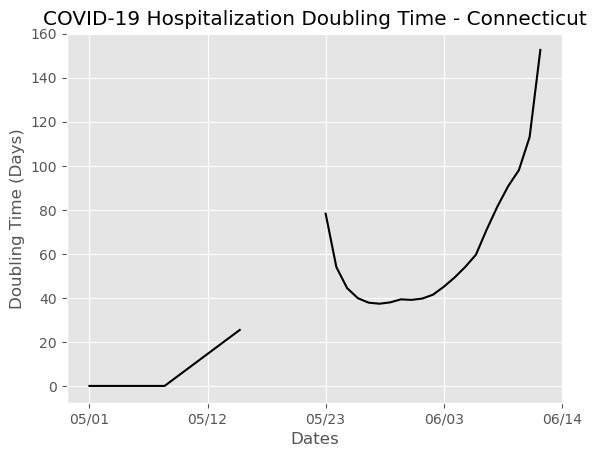 COVID-19 Hospitalization Doubling Time - Connecticut
160
140
120
100
80
60
40
20
0
Doubling Time (Days)
05/01 05/12 05/23 06/03 06/14
Dates